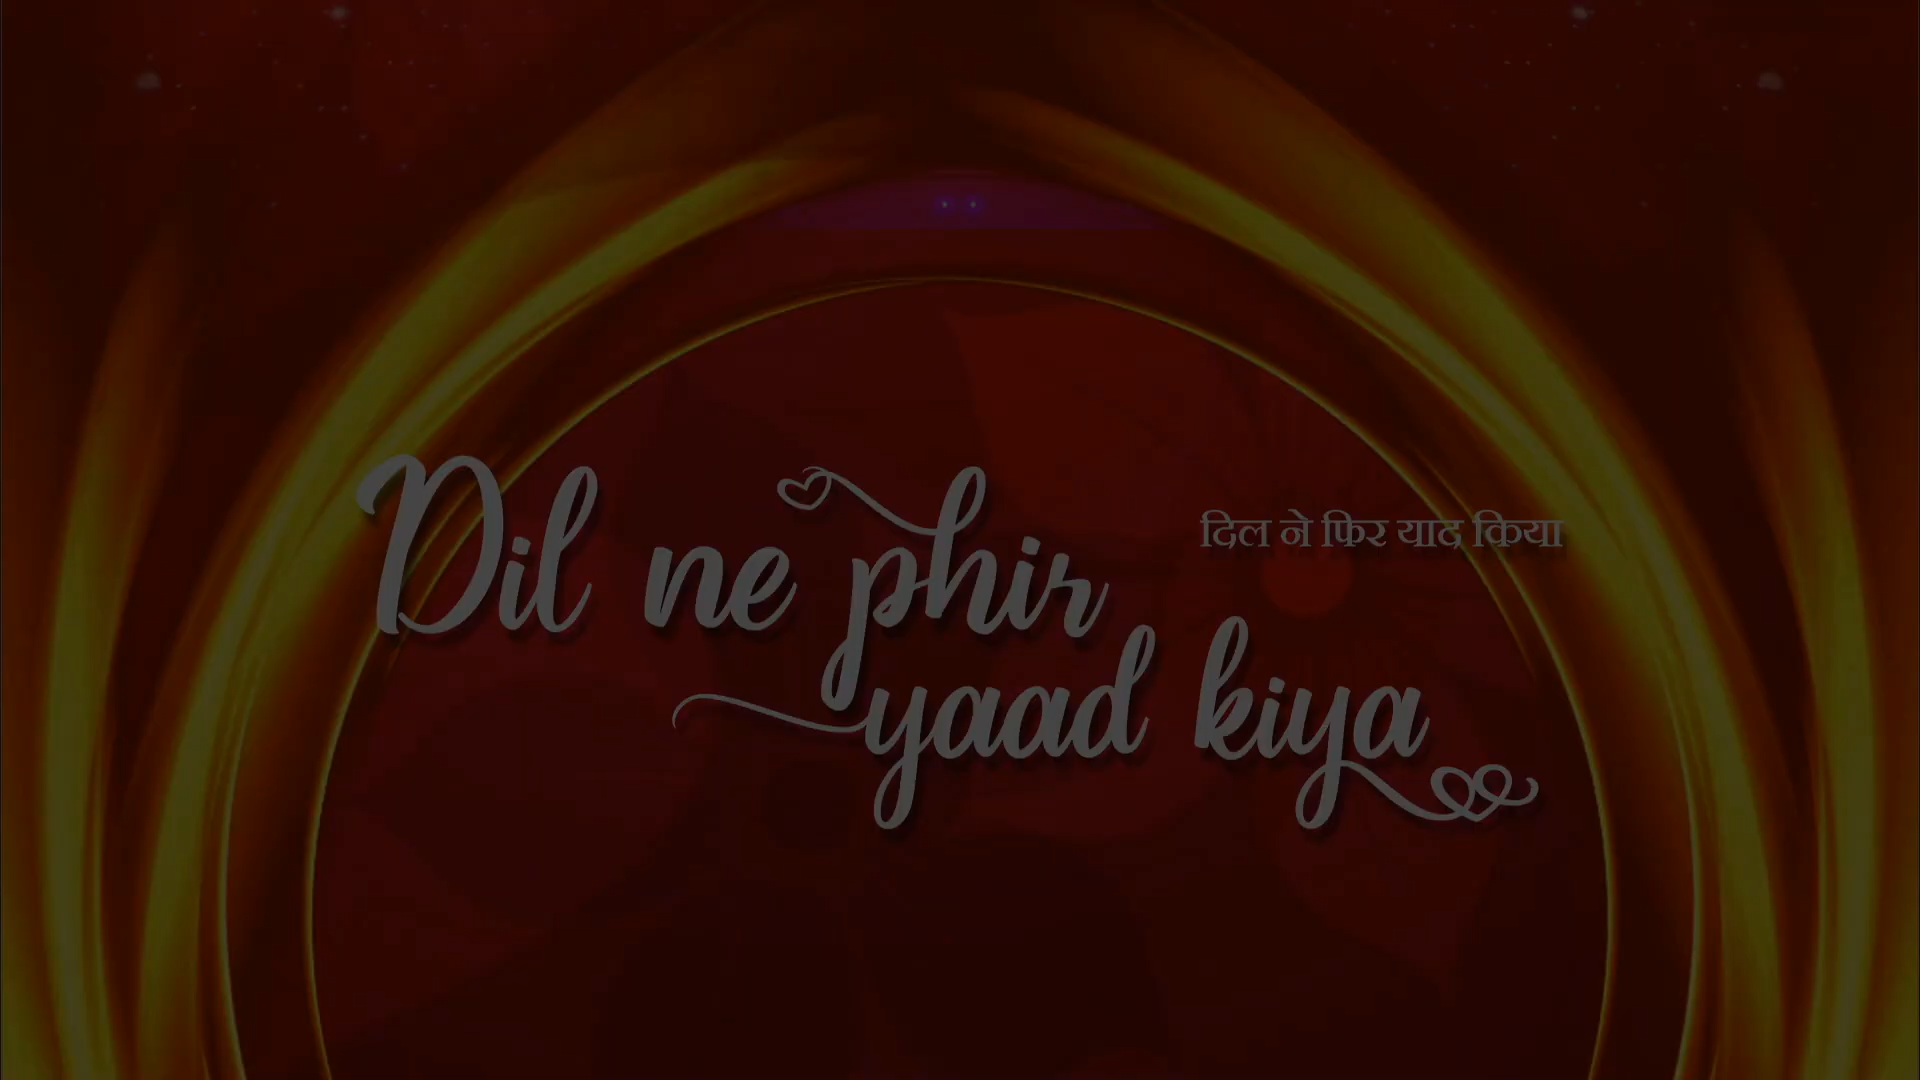 Dil ne phir
दिल ने फिर याद किया
yaad kiya